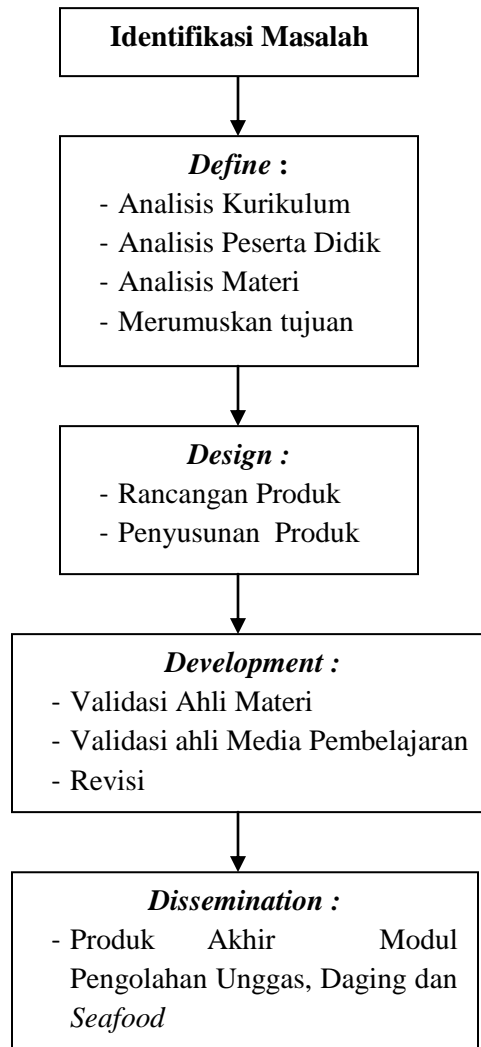 Identifikasi Masalah
Define :
- Analisis Kurikulum
- Analisis Peserta Didik
- Analisis Materi
- Merumuskan tujuan
Design :
- Rancangan Produk
- Penyusunan Produk
Development :
- Validasi Ahli Materi
- Validasi ahli Media Pembelajaran
- Revisi
Dissemination :
- Produk Akhir Modul
Pengolahan Unggas, Daging dan
Seafood